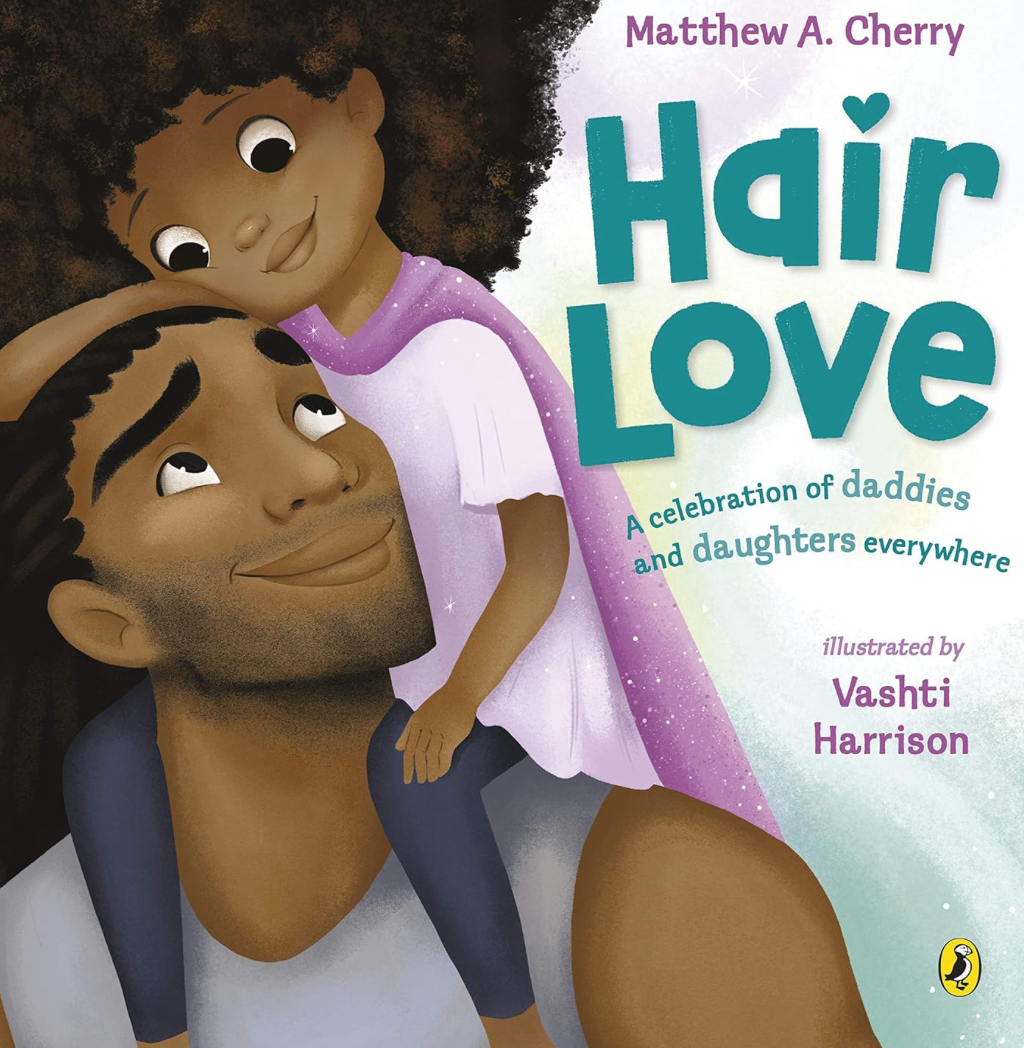 Matthew A. Cherry
Hair
Love
A celebration of daddies
and daughters everywhere
illustrated by
Vashti
Harrison